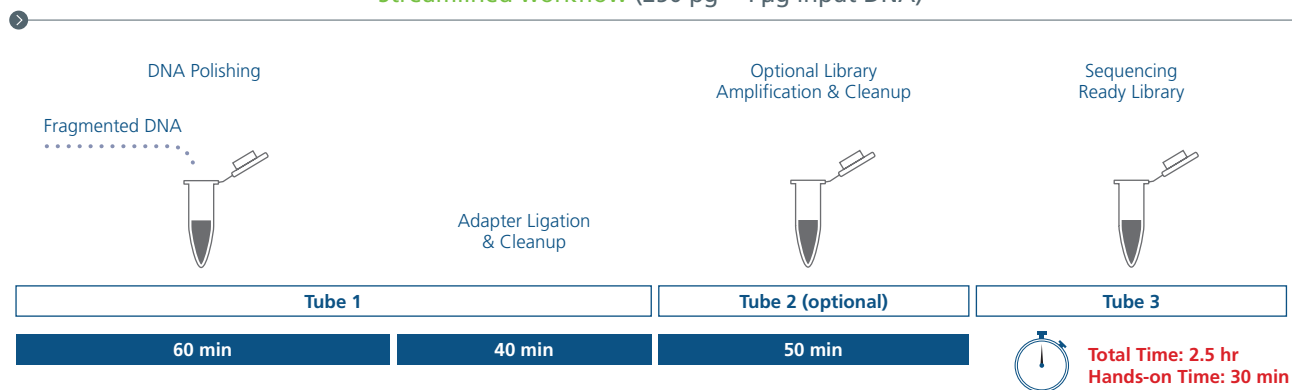 DNA Polishing
Fragmented DNA
Adapter Ligation
& Cleanup
Optional Library
Amplification & Cleanup
Sequencing
Ready Library
Tube 1
Tube 2 (optional)
Tube 3
60 min
40 min
50 min
Total Time: 2.5 hr
Hands-on Time: 30 min